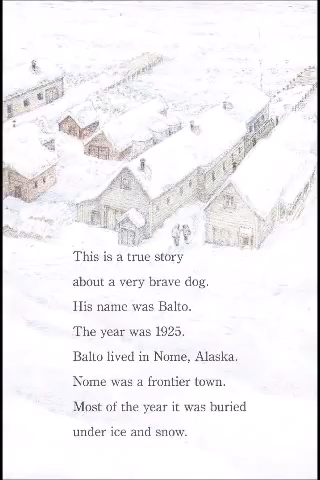 This is a true story
about a very brave dog.
His name was Balto.
The year was 1925.
Balto lived in Nome, Alaska.
Nome was a frontier town.
Most of the year it was buried
under ice and snow.